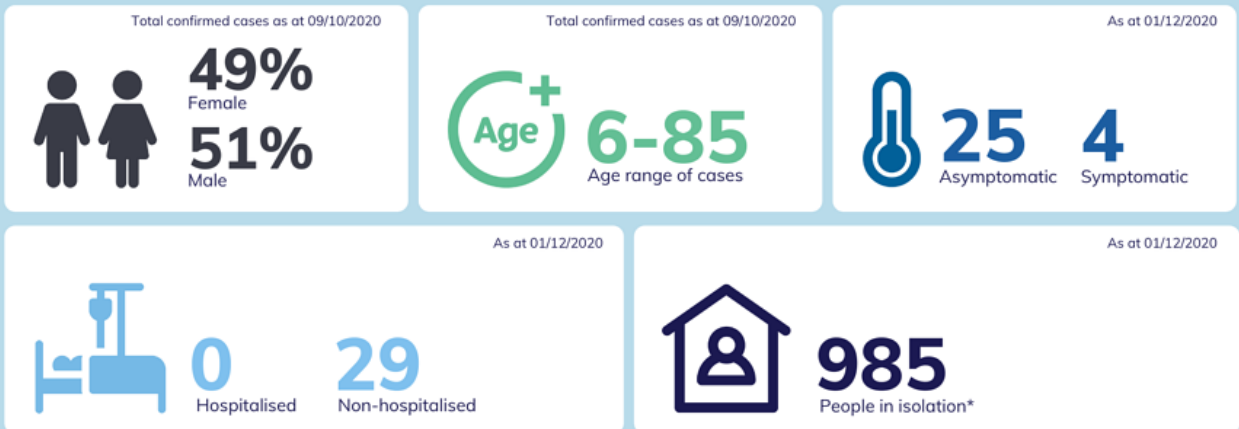 Total confirmed cases as at 09/10/2020
49%
Female
51%
Male
Total confirmed cases as at 09/10/2020
Age
6-85
Age range of cases
As at 01/12/2020
25 4
Asymptomatic Symptomatic
As at 01/12/2020
0 29
Hospitalised Non-hospitalised
As at 01/12/2020
985
People in isolation*